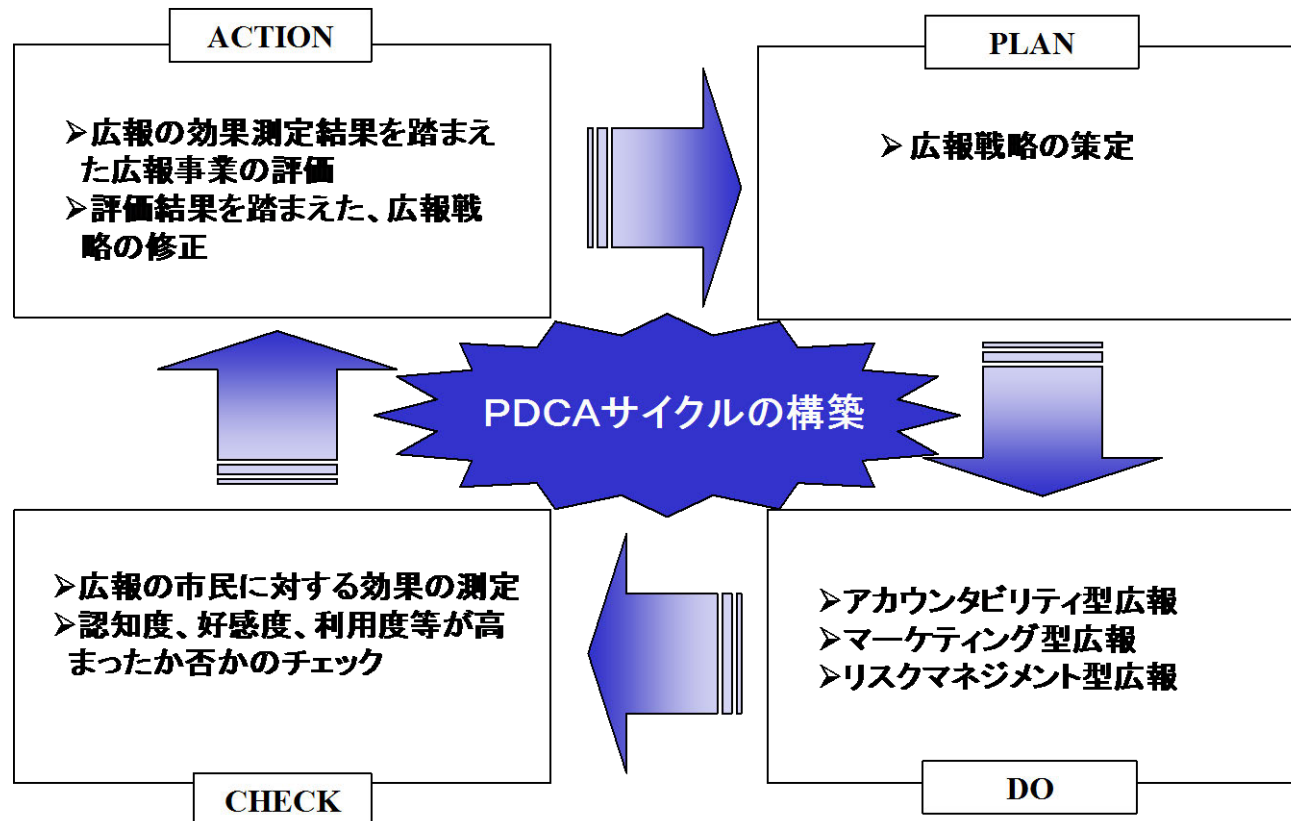 ACTION
➢広報の効果測定結果を踏まえ
た広報事業の評価
➢評価結果を踏まえた、広報戦
略の修正
PLAN
➢広報戦略の策定
PDCAサイクルの構築
➢広報の市民に対する効果の測定
➢認知度、好感度、利用度等が高
まったか否かのチェック
CHECK
➢アカウンタビリティ型広報
➢マーケティング型広報
➢リスクマネジメント型広報
DO